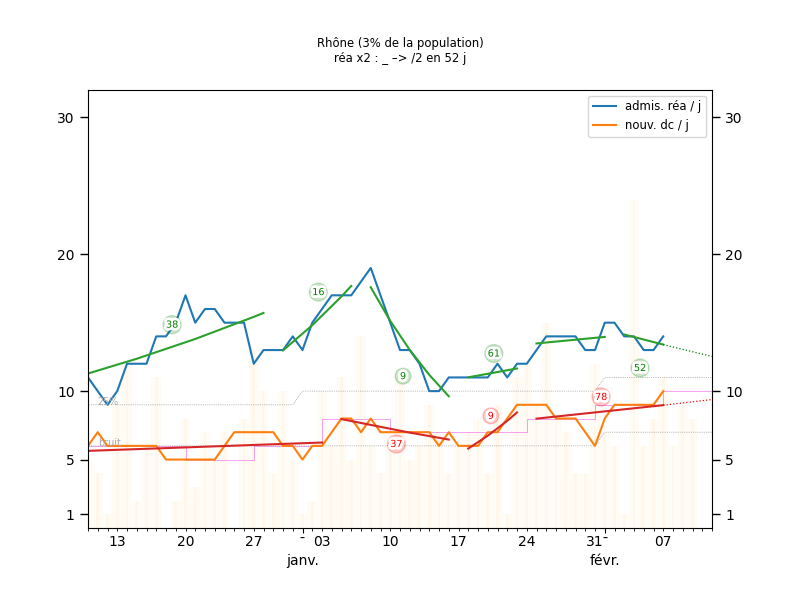 Rhône (3% de la population)
réa x2 : _ –> /2 en 52 j
admis. réa / j
nouv. dc / j
30 30
20 20
10 10
5 5
1 1
25%
bruit
38
16
9
61
52
37
9
78
13 20 27 - 03 10 17 24 31- 07
janv. févr.